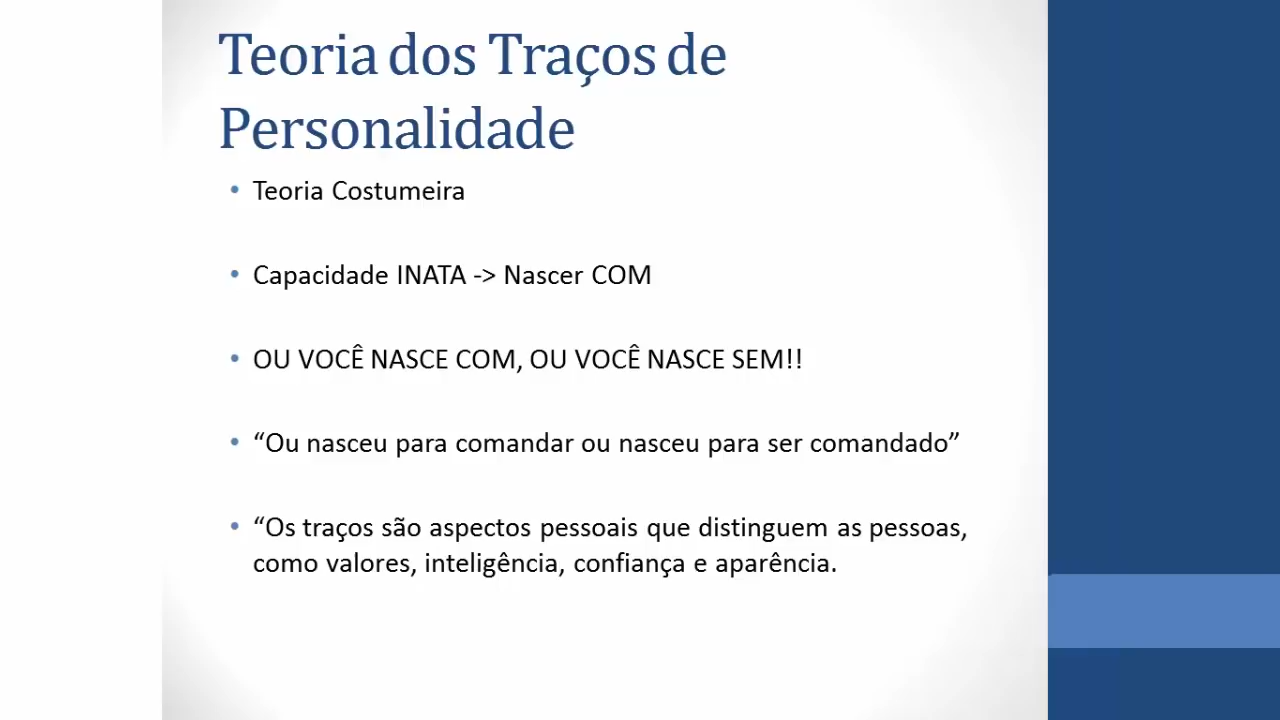 Teoria dos Traços de
Personalidade
• Teoria Costumeira
• Capacidade INATA -> Nascer COM
• OU VOCÊ NASCE COM, OU VOCÊ NASCE SEM!!
• “Ou nasceu para comandar ou nasceu para ser comandado”
• “Os traços são aspectos pessoais que distinguem as pessoas,
como valores, inteligência, confiança e aparência.